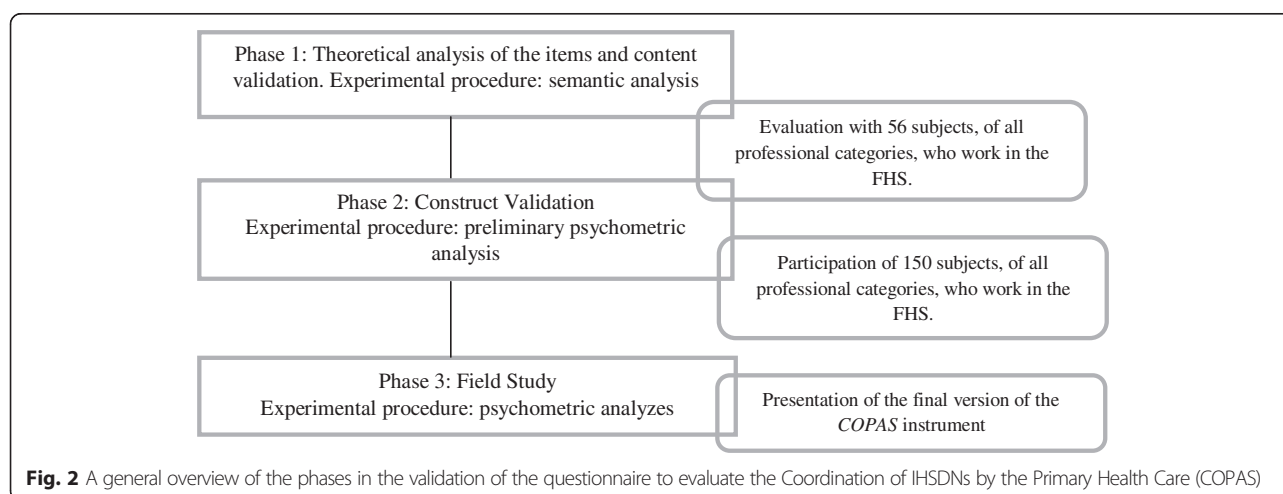 Phase 1: Theoretical analysis of the items and content
validation. Experimental procedure: semantic analysis
Evaluation with 56 subjects, of all
professional categories, who work in the
FHS.
Phase 2: Construct Validation
Experimental procedure: preliminary psychometric
analysis
Participation of 150 subjects, of all
professional categories, who work in the
FHS.
Phase 3: Field Study
Experimental procedure: psychometric analyzes
Presentation of the final version of the
COPAS instrument
Fig. 2 A general overview of the phases in the validation of the questionnaire to evaluate the Coordination of IHSDNs by the Primary Health Care (COPAS)